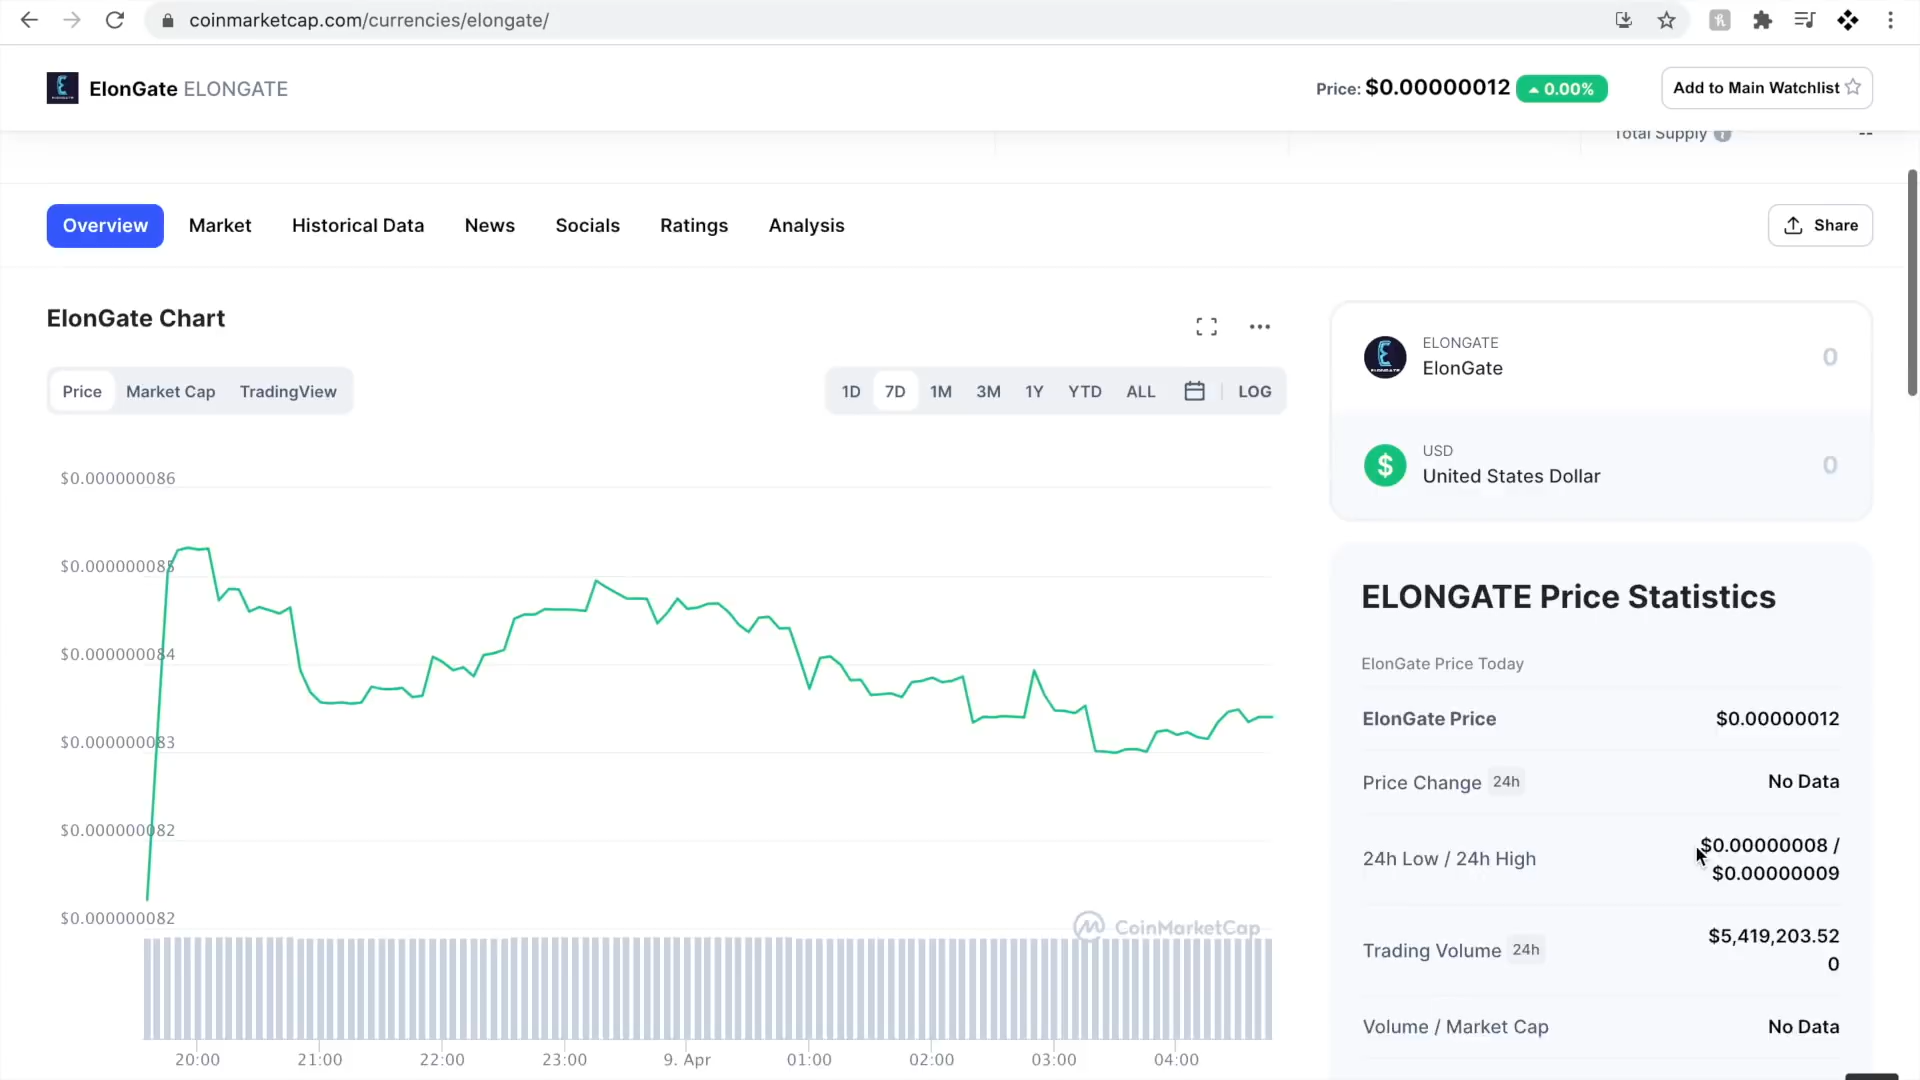 coinmarketcap.com/currencies/elongate/
ElonGate ELONGATE
Price: $0.00000012 0.00%
Add to Main Watchlist
Total Supply --
Overview Market Historical Data News Socials Ratings Analysis
Share
ElonGate Chart
Price Market Cap TradingView
1D 7D 1M 3M 1Y YTD ALL LOG
$0.000000086
$0.000000085
$0.000000084
$0.000000083
$0.000000082
$0.000000082
CoinMarketCap
20:00 21:00 22:00 23:00 9. Apr 01:00 02:00 03:00 04:00
ELONGATE
ElonGate 0
USD
United States Dollar 0
ELONGATE Price Statistics
ElonGate Price Today
ElonGate Price $0.00000012
Price Change 24h No Data
24h Low / 24h High $0.00000008 /
$0.00000009
Trading Volume 24h $5,419,203.52
0
Volume / Market Cap No Data